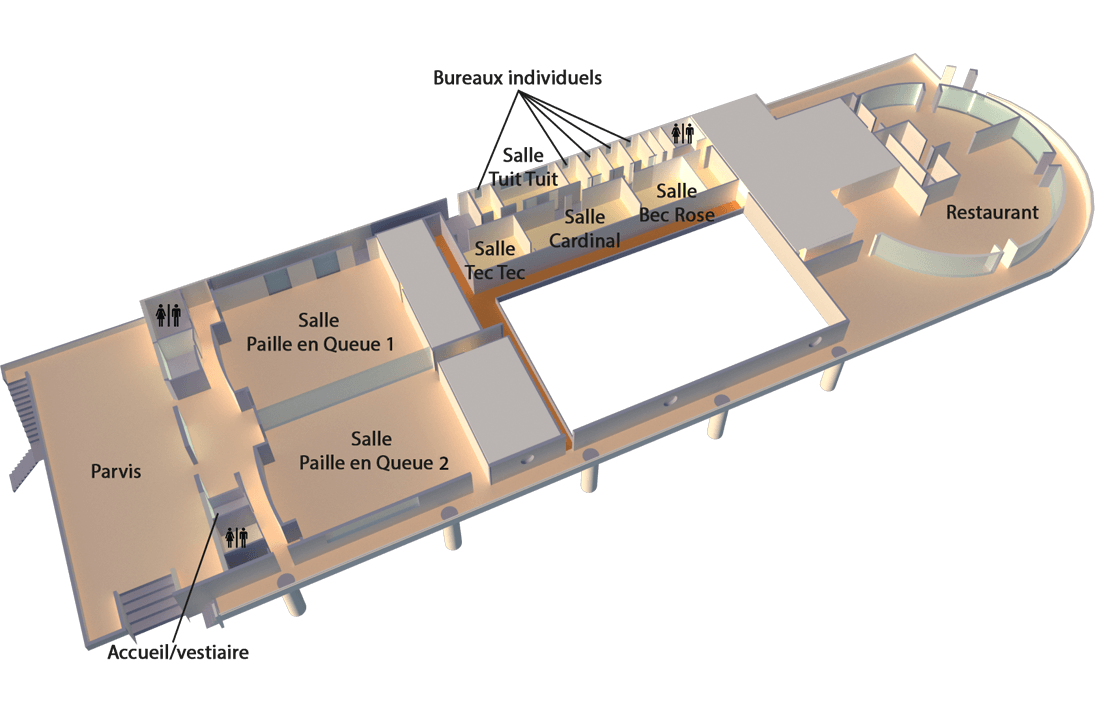 Bureaux individuels
Salle
Tuit Tuit
Salle
Bec Rose
Salle
Cardinal
Salle
Tec Tec
Restaurant
Salle
Paille en Queue 1
Salle
Paille en Queue 2
Parvis
Accueil/vestiaire